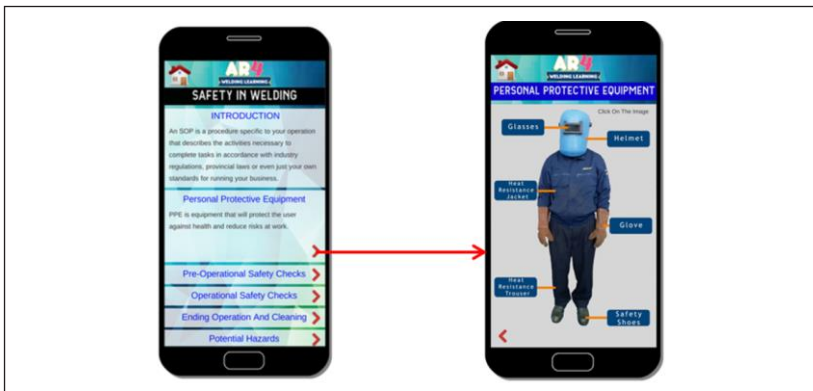 AR4
WELDING LEARNING
SAFETY IN WELDING
INTRODUCTION
An SOP is a procedure specific to your operation
that describes the activities necessary to
complete tasks in accordance with industry
regulations, provincial laws or even just your own
standards for running your business.
Personal Protective Equipment
PPE is equipment that will protect the user
against health and reduce risks at work.
Pre-Operational Safety Checks
Operational Safety Checks
Ending Operation And Cleaning
Potential Hazards
AR4
WELDING LEARNING
PERSONAL PROTECTIVE EQUIPMENT
Click On The Image
Glasses
Helmet
Heat
Resistance
Jacket
Glove
Heat
Resistance
Trouser
Safety
Shoes